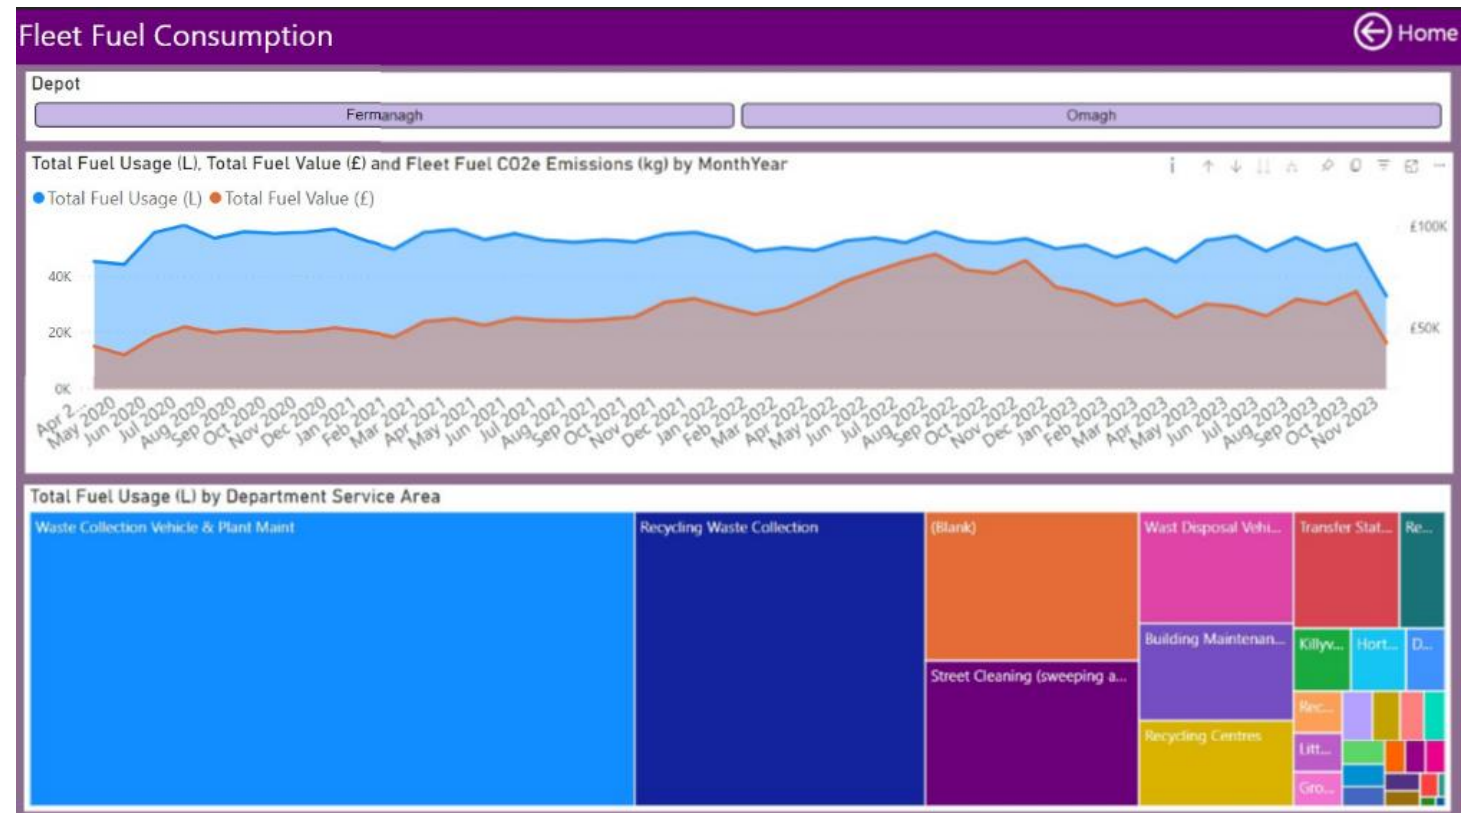 Fleet Fuel Consumption
Home
Depot
Fermanagh
Omagh
Total Fuel Usage (L), Total Fuel Value (£) and Fleet Fuel CO2e Emissions (kg) by MonthYear
Total Fuel Usage (L) Total Fuel Value (£)
£100K
40K
20K
£50K
0K
Apr 2...
May 2020
Jun 2020
Jul 2020
Aug 2020
Sep 2020
Oct 2020
Nov 2020
Dec 2020
Jan 2021
Feb 2021
Mar 2021
Apr 2021
May 2021
Jun 2021
Jul 2021
Aug 2021
Sep 2021
Oct 2021
Nov 2021
Dec 2021
Jan 2022
Feb 2022
Mar 2022
Apr 2022
May 2022
Jun 2022
Jul 2022
Aug 2022
Sep 2022
Oct 2022
Nov 2022
Dec 2022
Jan 2023
Feb 2023
Mar 2023
Apr 2023
May 2023
Jun 2023
Jul 2023
Aug 2023
Sep 2023
Oct 2023
Nov 2023
Total Fuel Usage (L) by Department Service Area
Waste Collection Vehicle & Plant Maint
Recycling Waste Collection
(Blank)
Wast Disposal Vehi...
Transfer Stat...
Re...
Building Maintenan...
Killyv...
Hort...
D...
Street Cleaning (sweeping a...
Rec...
Recycling Centres
Litt...
Gro...